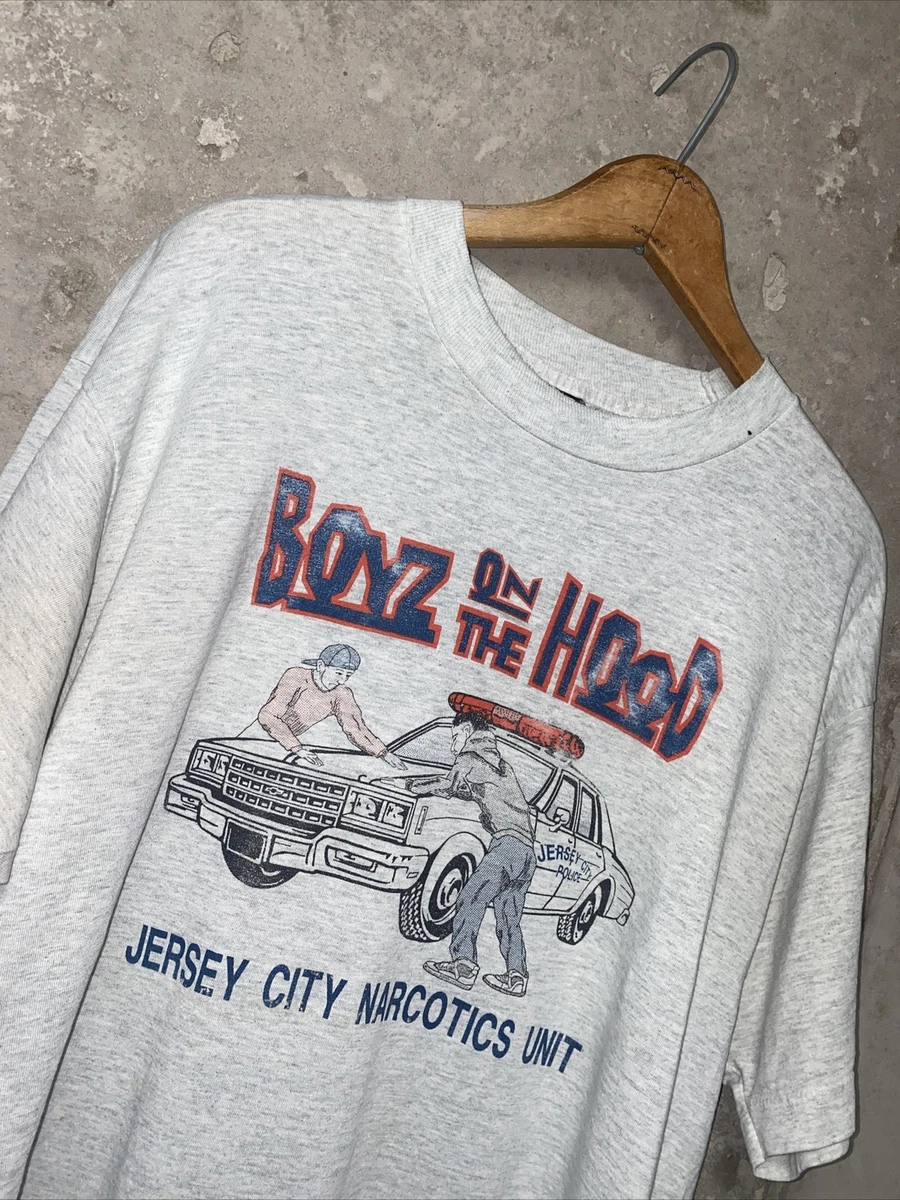 BOYZ ON THE HOOD
JERSEY CITY
POLICE
JERSEY CITY NARCOTICS UNIT